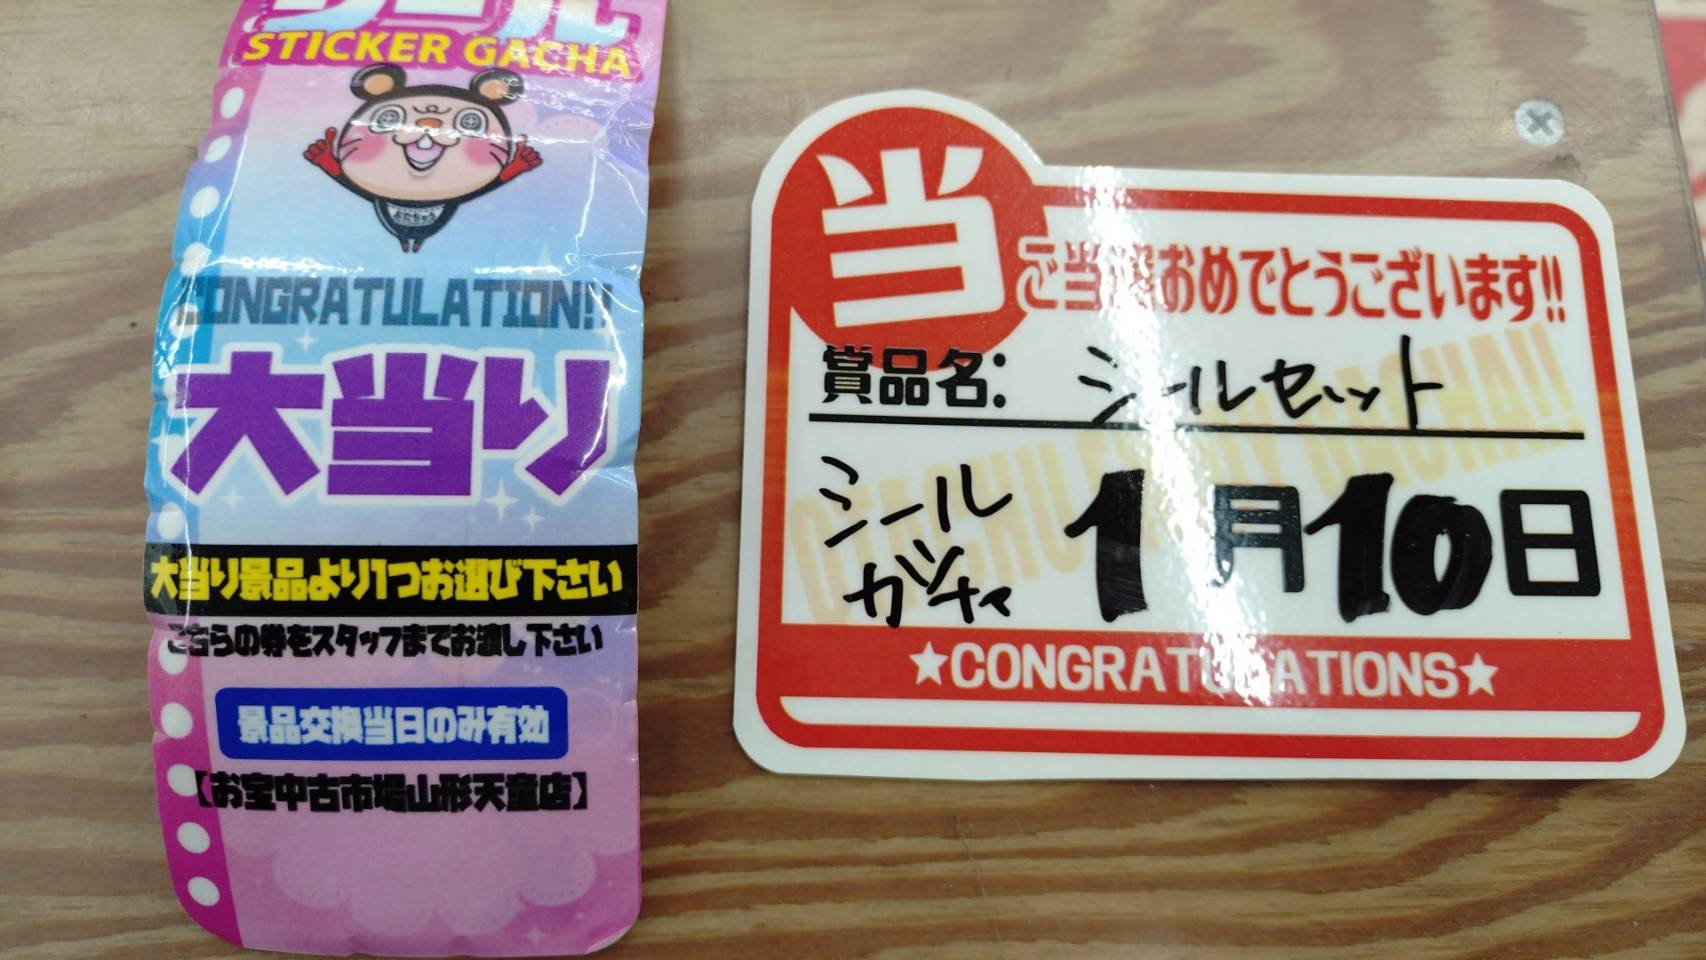 シール
STICKER GACHA
CONGRATULATION!!
大当り
大当り景品より1つお選び下さい
こちらの券をスタッフまでお渡し下さい
景品交換当日のみ有効
【お宝中古市場山形天童店】
当
ご当選おめでとうございます!!
賞品名: シールセット
シール
ガチャ
1月10日
★CONGRATULATIONS★